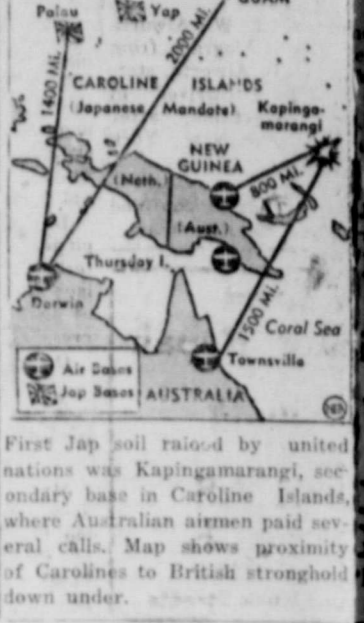 Palau
Yap
GUAM
2000 MI.
1400 MI.
CAROLINE ISLANDS
(Japanese Mandate)
Kapinga-
marangi
NEW
GUINEA
800 MI.
(Neth.)
(Aust.)
Thursday I.
Darwin
1500 MI.
Coral Sea
Townsville
Air Bases
Jap Bases
AUSTRALIA
First Jap soil raided by united
nations was Kapingamarangi, sec-
ondary base in Caroline Islands,
where Australian airmen paid sev-
eral calls. Map shows proximity
of Carolines to British stronghold
down under.